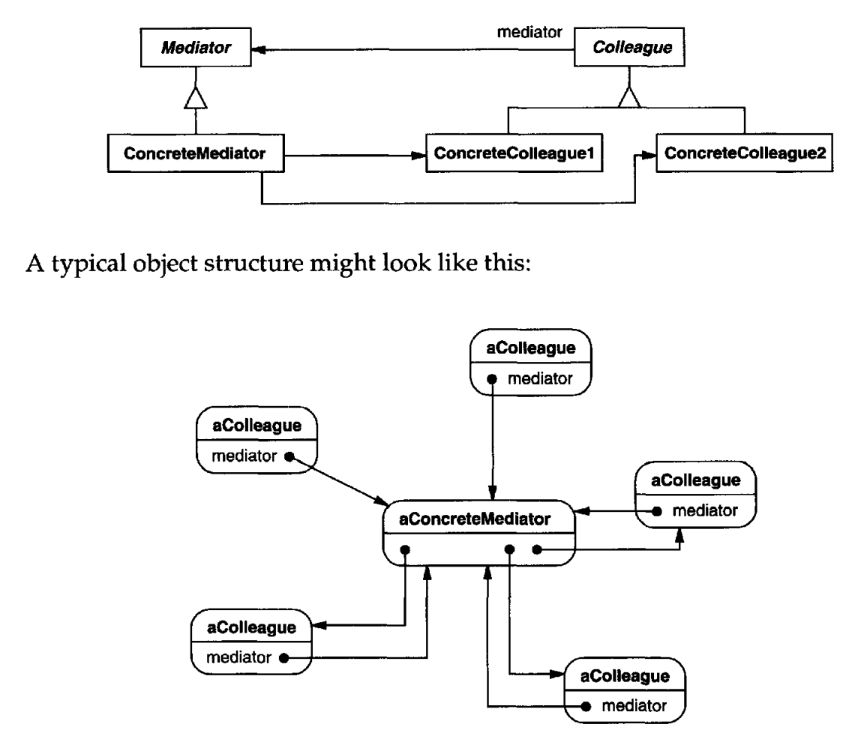 mediator
Mediator
Colleague
ConcreteMediator
ConcreteColleague1
ConcreteColleague2
A typical object structure might look like this:
aColleague
mediator
aColleague
mediator
aColleague
mediator
aConcreteMediator
aColleague
mediator
aColleague
mediator